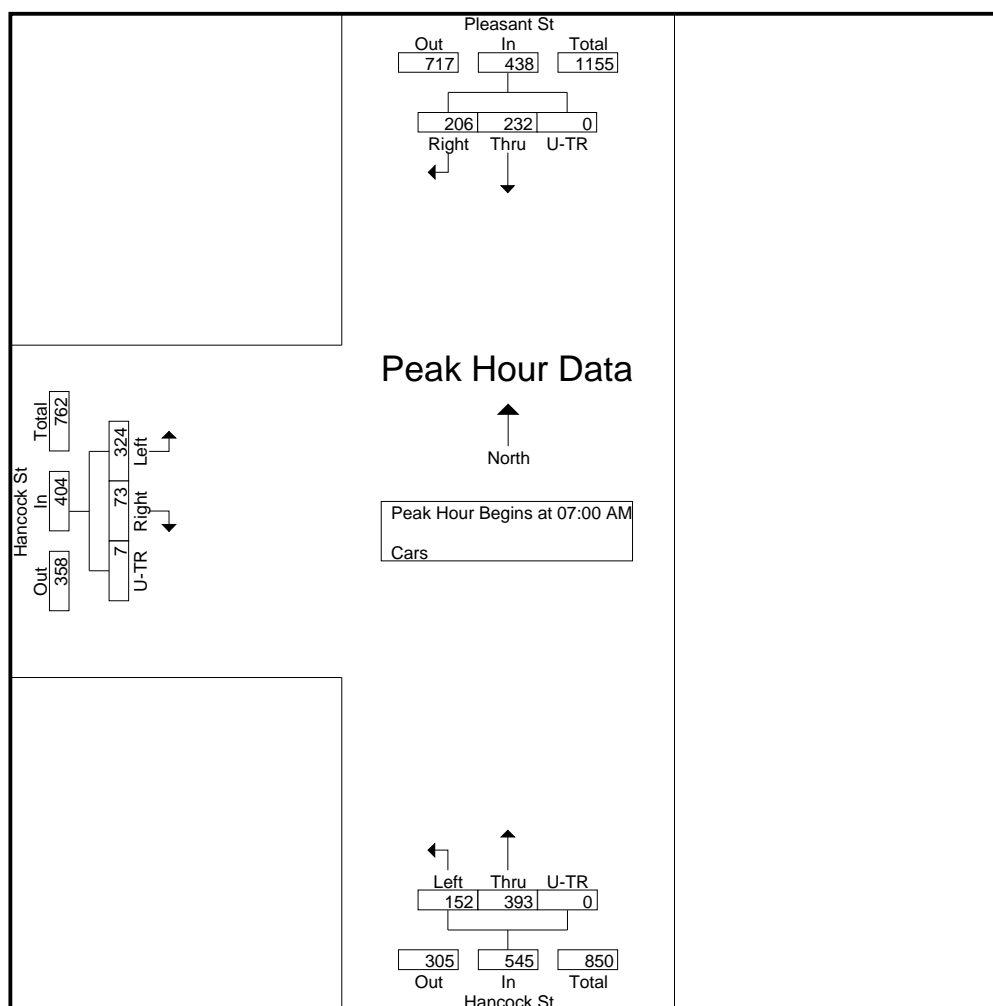 Pleasant St
Out In Total
717 438 1155
206 232 0
Right Thru U-TR
Peak Hour Data
North
Peak Hour Begins at 07:00 AM
Cars
Hancock St
Out In Total
358 404 762
7 73 324
U-TR Right Left
Left Thru U-TR
152 393 0
305 545 850
Out In Total
Hancock St